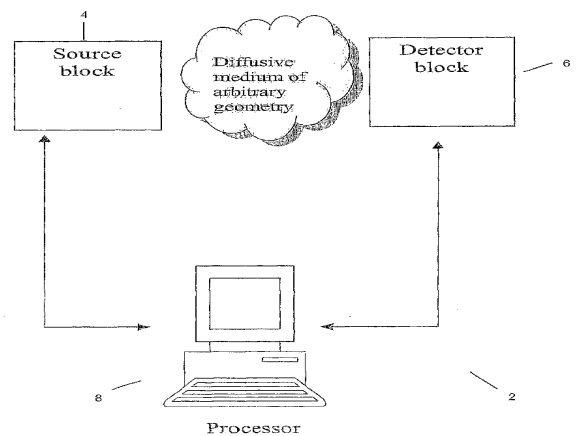 4
Source
block
Diffusive
medium of
arbitrary
geometry
Detector
block
6
8
2
Processor